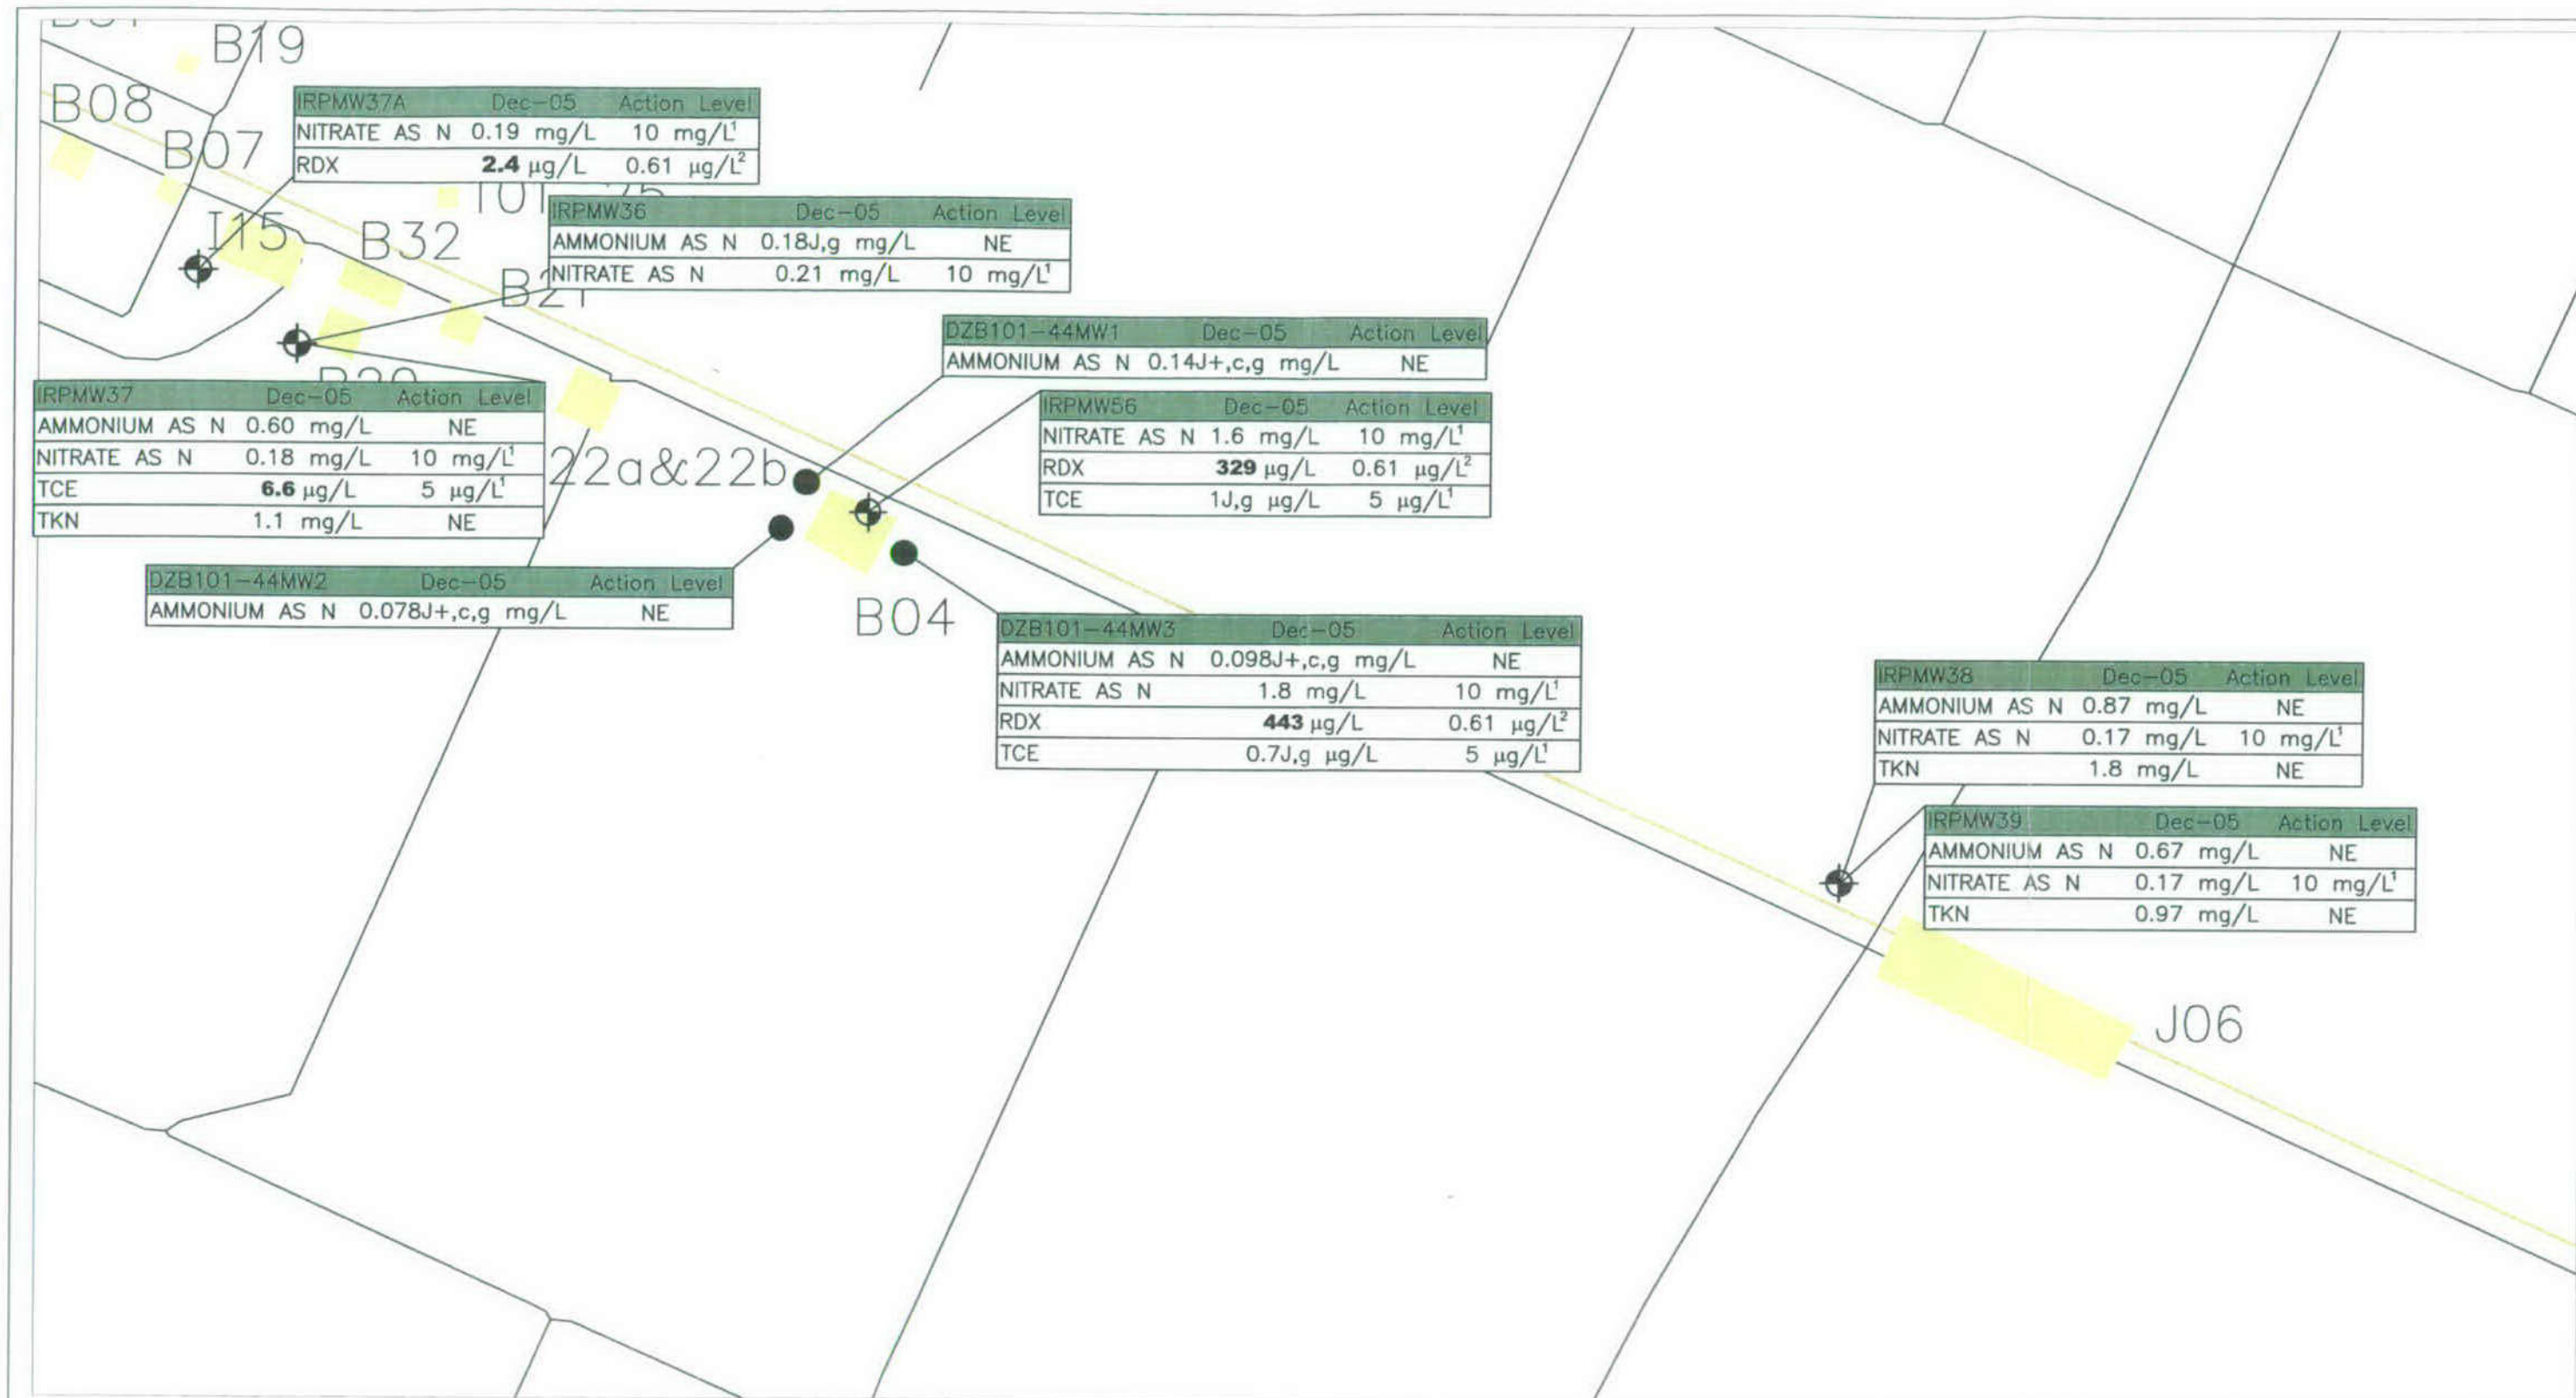 B19
B08
B07
IRPMW37A Dec-05 Action Level
NITRATE AS N 0.19 mg/L 10 mg/L¹
RDX 2.4 µg/L 0.61 µg/L²
I15
B32
IRPMW36 Dec-05 Action Level
AMMONIUM AS N 0.18J,g mg/L NE
NITRATE AS N 0.21 mg/L 10 mg/L¹
DZB101-44MW1 Dec-05 Action Level
AMMONIUM AS N 0.14J+,c,g mg/L NE
IRPMW37 Dec-05 Action Level
AMMONIUM AS N 0.60 mg/L NE
NITRATE AS N 0.18 mg/L 10 mg/L¹
TCE 6.6 µg/L 5 µg/L¹
TKN 1.1 mg/L NE
22a&22b
IRPMW56 Dec-05 Action Level
NITRATE AS N 1.6 mg/L 10 mg/L¹
RDX 329 µg/L 0.61 µg/L²
TCE 1J,g µg/L 5 µg/L¹
DZB101-44MW2 Dec-05 Action Level
AMMONIUM AS N 0.078J+,c,g mg/L NE
B04
DZB101-44MW3 Dec-05 Action Level
AMMONIUM AS N 0.098J+,c,g mg/L NE
NITRATE AS N 1.8 mg/L 10 mg/L¹
RDX 443 µg/L 0.61 µg/L²
TCE 0.7J,g µg/L 5 µg/L¹
IRPMW38 Dec-05 Action Level
AMMONIUM AS N 0.87 mg/L NE
NITRATE AS N 0.17 mg/L 10 mg/L¹
TKN 1.8 mg/L NE
IRPMW39 Dec-05 Action Level
AMMONIUM AS N 0.67 mg/L NE
NITRATE AS N 0.17 mg/L 10 mg/L¹
TKN 0.97 mg/L NE
J06